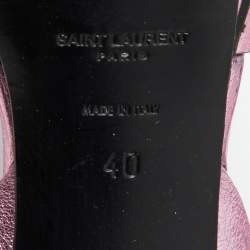 SAINT LAURENT
PARIS
MADE IN ITALY
40